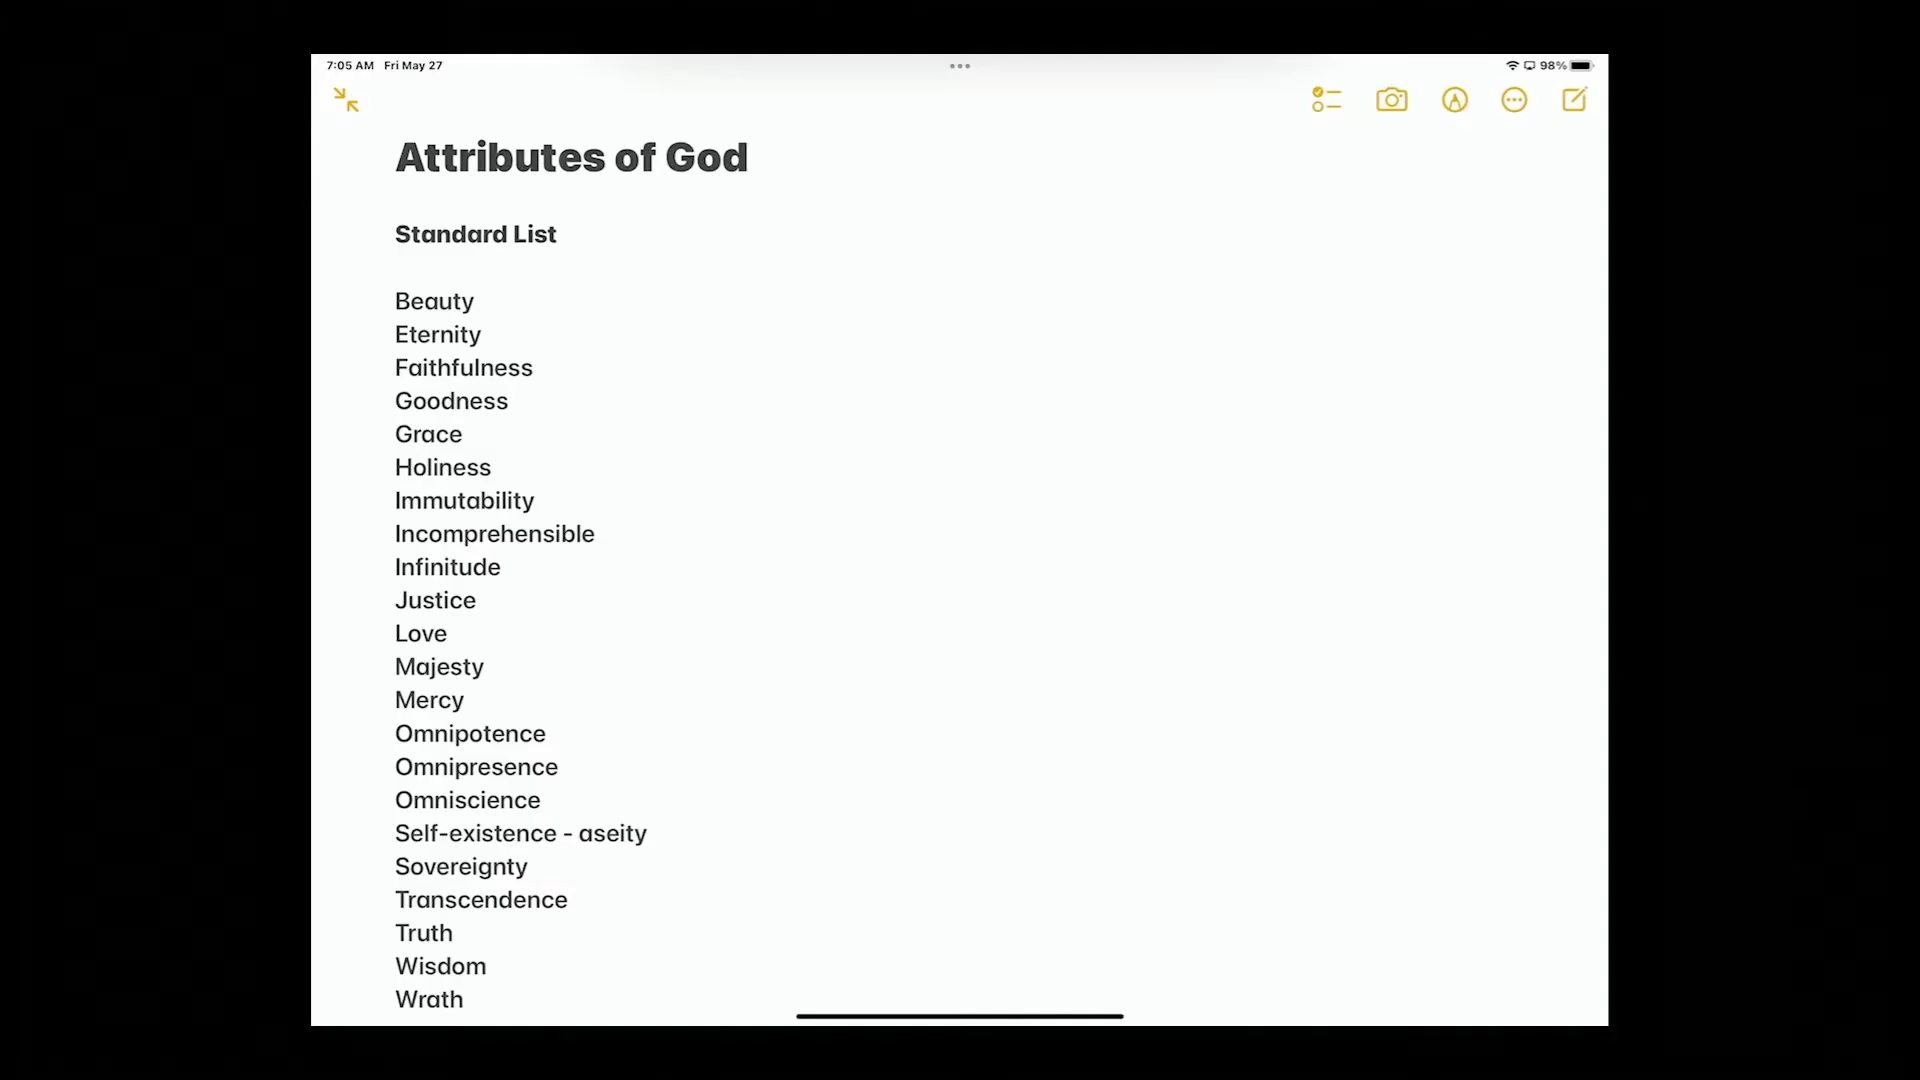 7:05 AM Fri May 27
98%
Attributes of God
Standard List
Beauty
Eternity
Faithfulness
Goodness
Grace
Holiness
Immutability
Incomprehensible
Infinitude
Justice
Love
Majesty
Mercy
Omnipotence
Omnipresence
Omniscience
Self-existence - aseity
Sovereignty
Transcendence
Truth
Wisdom
Wrath